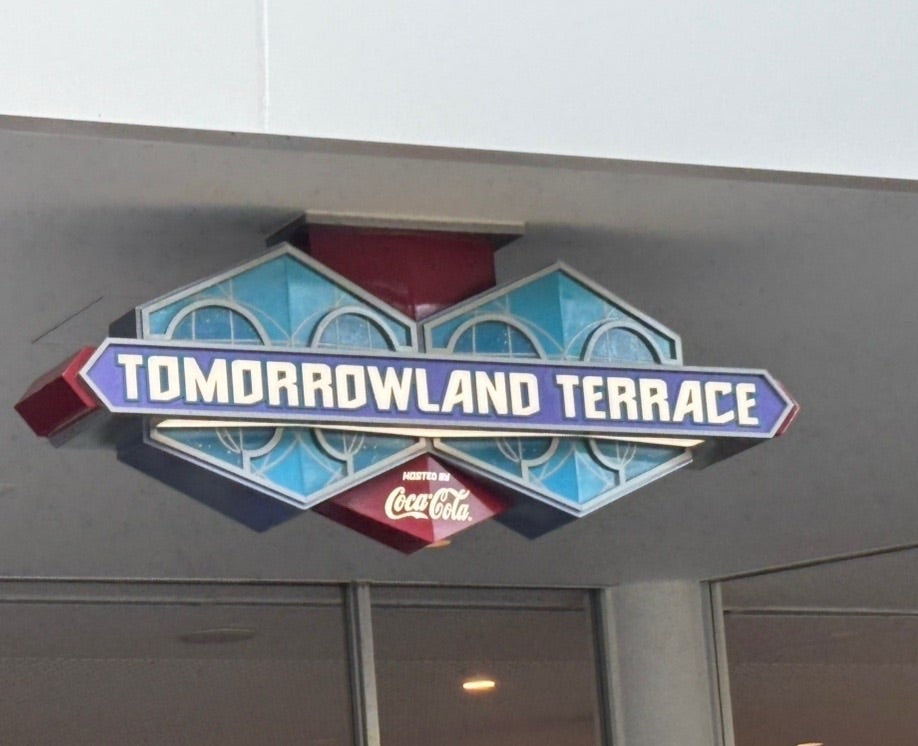 TOMORROWLAND TERRACE
HOSTED BY
Coca-Cola